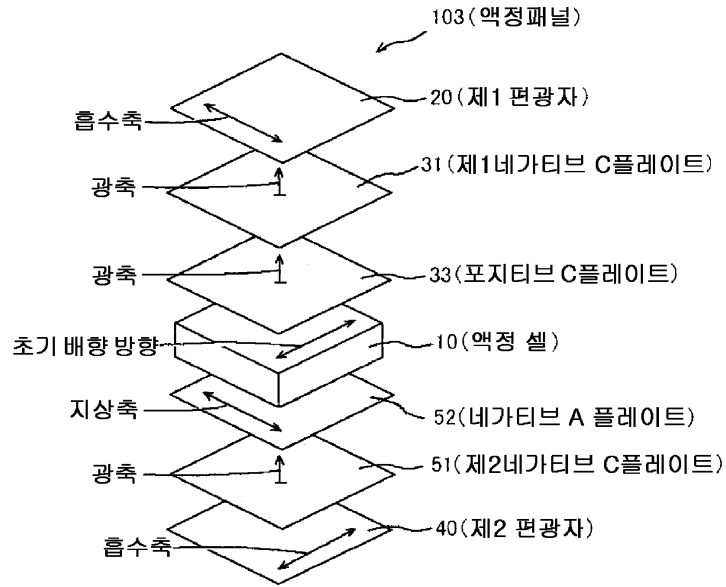 103(액정패널)
20(제1 편광자)
흡수축
31(제1네가티브 C플레이트)
광축
33(포지티브 C플레이트)
광축
초기 배향 방향
10(액정 셀)
지상축
52(네가티브 A 플레이트)
51(제2네가티브 C플레이트)
광축
40(제2 편광자)
흡수축